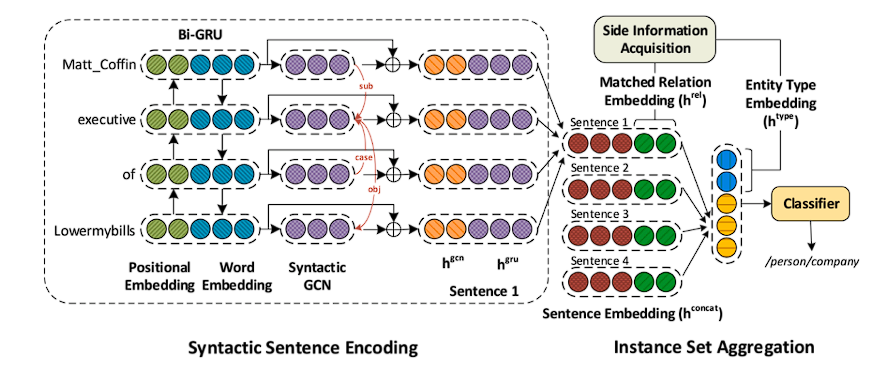 Bi-GRU
Matt_Coffin
executive
of
Lowermybills
sub
case
obj
Positional
Embedding
Word
Embedding
Syntactic
GCN
h^gcn
h^gru
Sentence 1
Syntactic Sentence Encoding
Side Information
Acquisition
Matched Relation
Embedding (h^rel)
Entity Type
Embedding
(h^type)
Sentence 1
Sentence 2
Sentence 3
Sentence 4
Sentence Embedding (h^concat)
Classifier
/person/company
Instance Set Aggregation